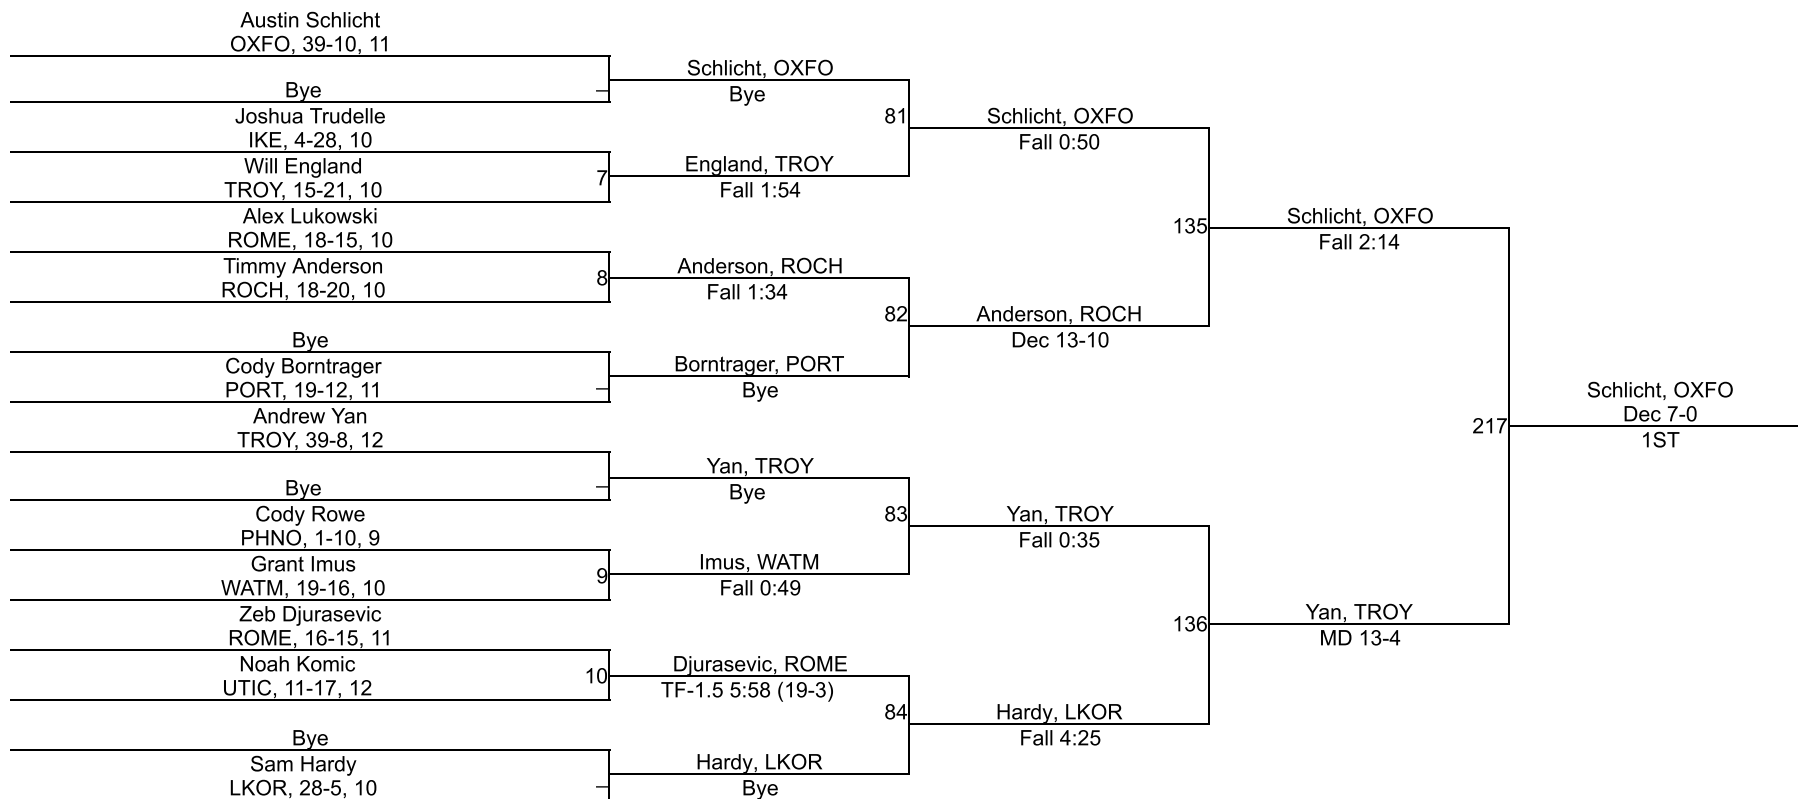 Austin Schlicht
OXFO, 39-10, 11
Bye
Joshua Trudelle
IKE, 4-28, 10
Will England
TROY, 15-21, 10
Alex Lukowski
ROME, 18-15, 10
Timmy Anderson
ROCH, 18-20, 10
Bye
Cody Borntrager
PORT, 19-12, 11
Andrew Yan
TROY, 39-8, 12
Bye
Cody Rowe
PHNO, 1-10, 9
Grant Imus
WATM, 19-16, 10
Zeb Djurasevic
ROME, 16-15, 11
Noah Komic
UTIC, 11-17, 12
Bye
Sam Hardy
LKOR, 28-5, 10
7
8
9
10
Schlicht, OXFO
Bye
England, TROY
Fall 1:54
Anderson, ROCH
Fall 1:34
Borntrager, PORT
Bye
Yan, TROY
Bye
Imus, WATM
Fall 0:49
Djurasevic, ROME
TF-1.5 5:58 (19-3)
Hardy, LKOR
Bye
81
82
83
84
Schlicht, OXFO
Fall 0:50
Anderson, ROCH
Dec 13-10
Yan, TROY
Fall 0:35
Hardy, LKOR
Fall 4:25
135
136
Schlicht, OXFO
Fall 2:14
Yan, TROY
MD 13-4
217
Schlicht, OXFO
Dec 7-0
1ST